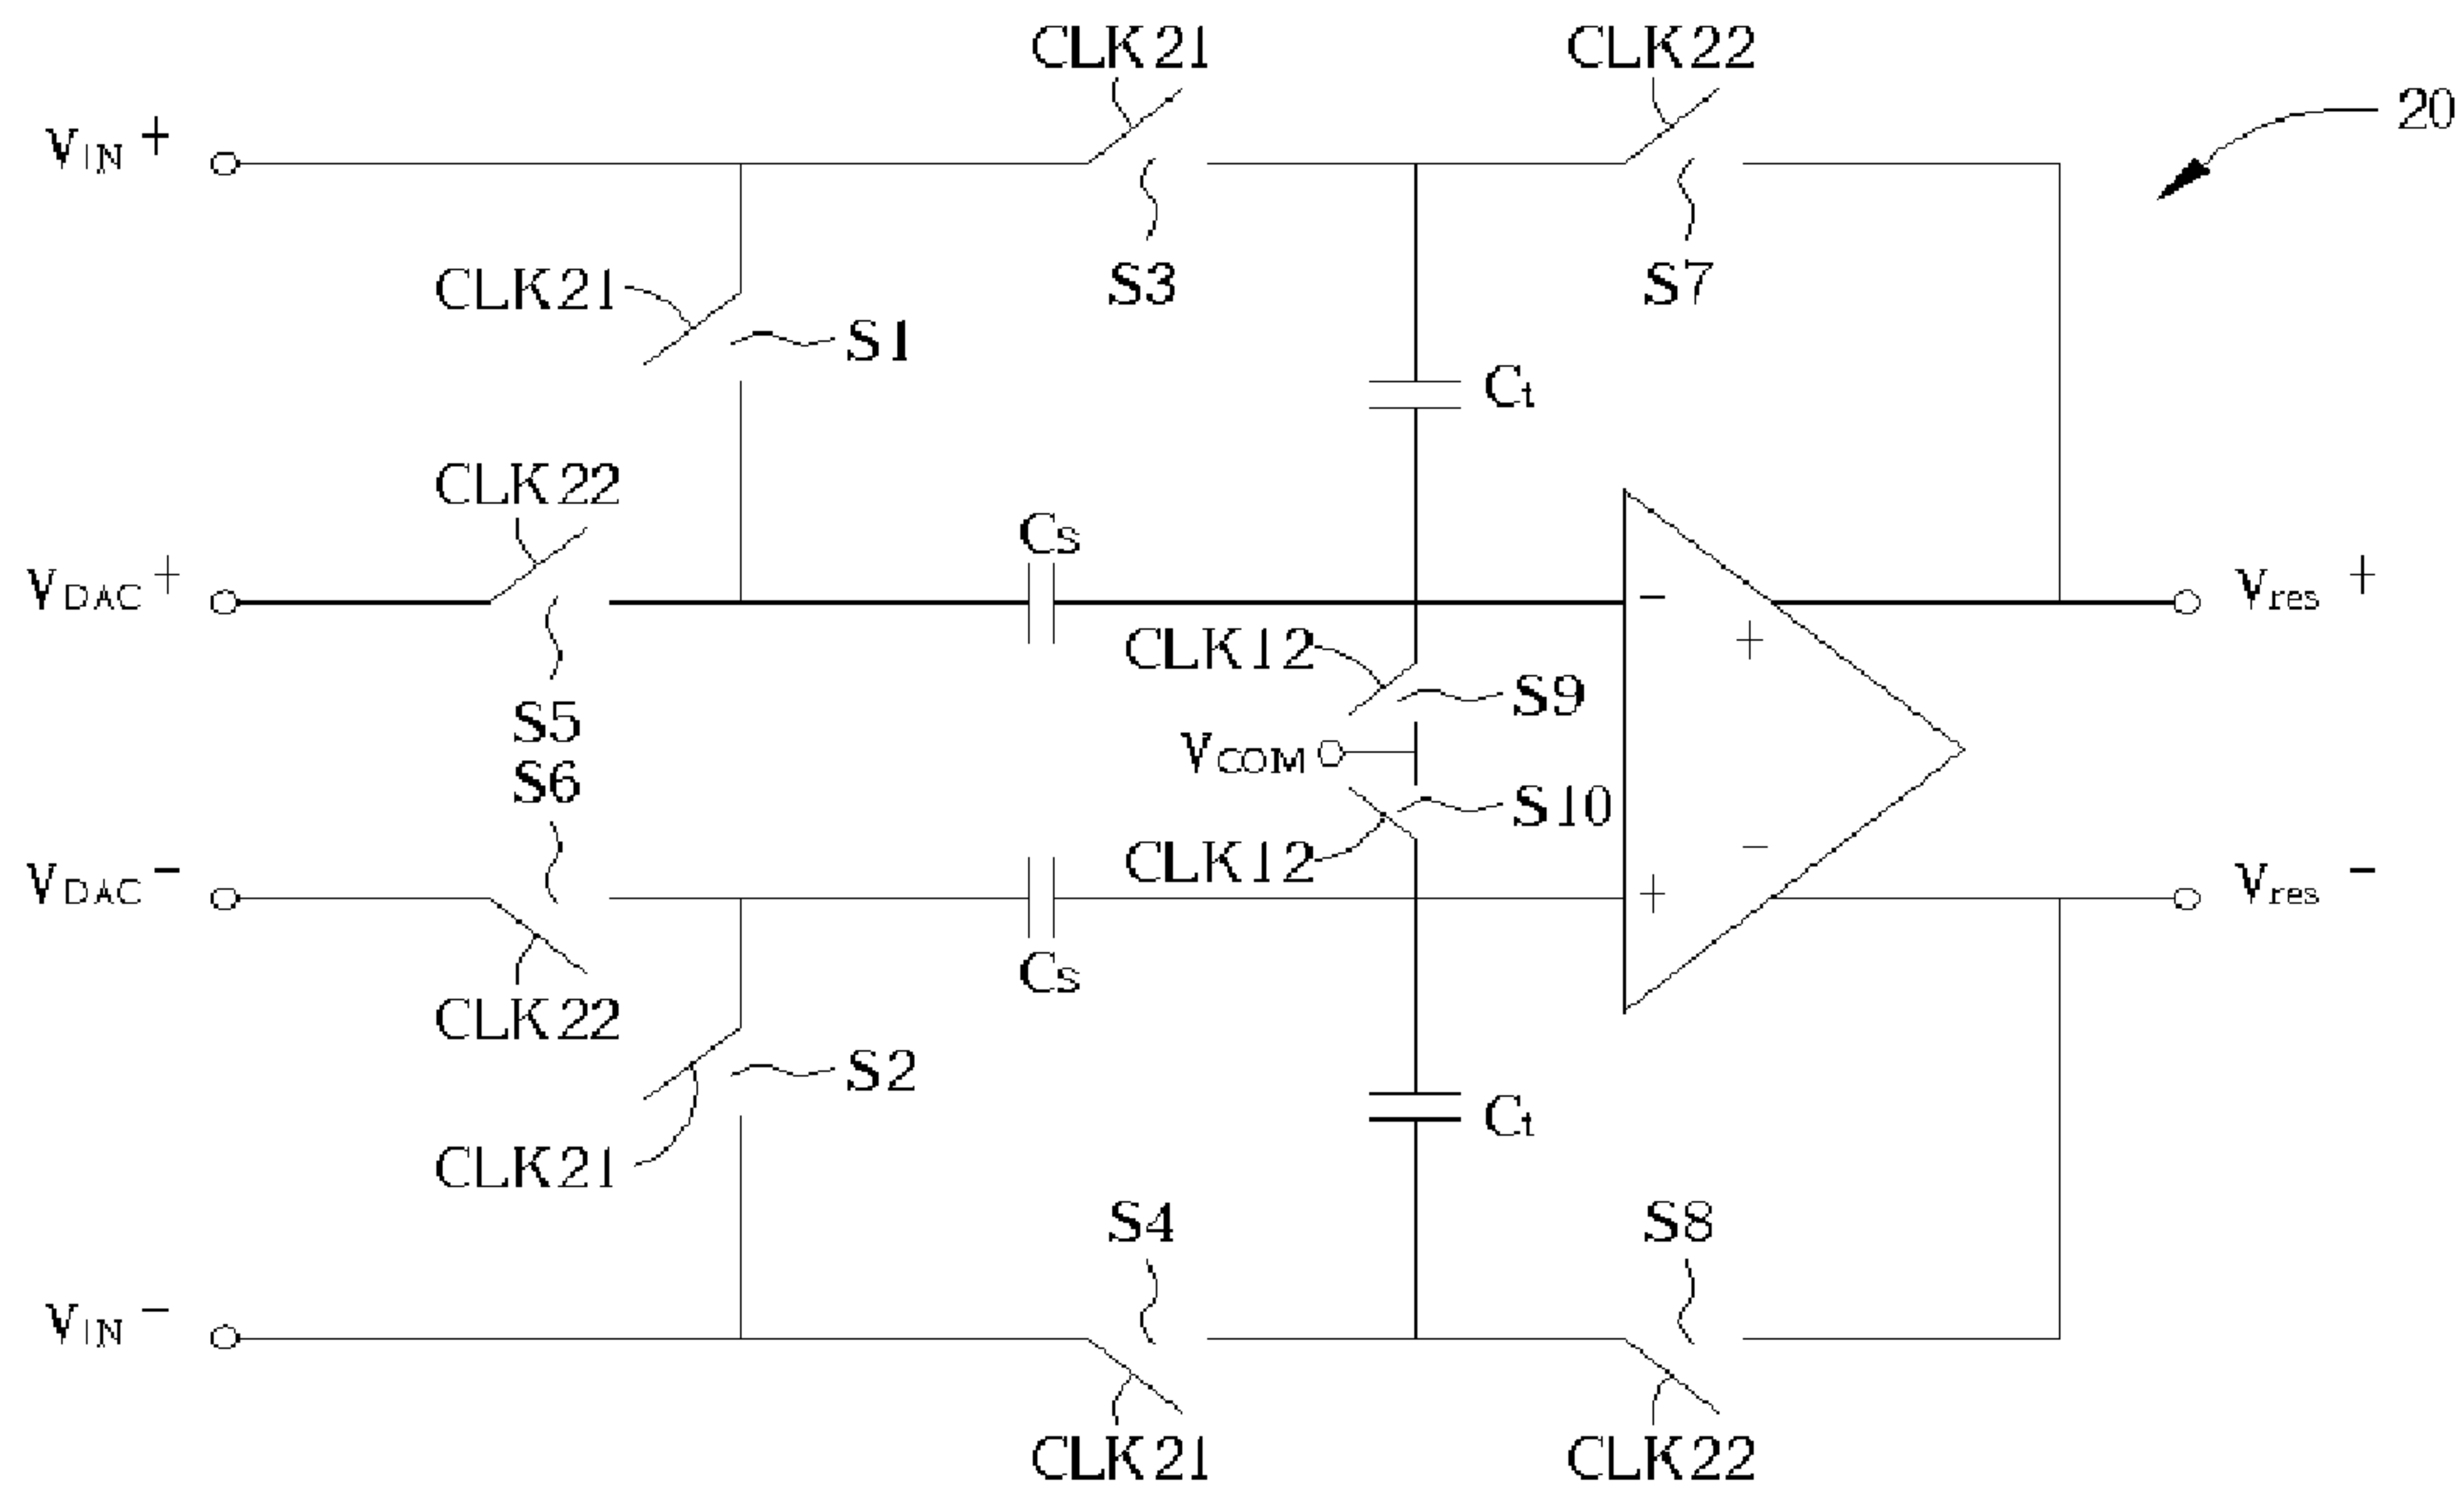 CLK21
CLK22
20
VIN +
S3
S7
CLK21
S1
Ct
CLK22
Cs
VDAC +
-
Vres +
CLK12
+
S5
S9
VCOM
S6
S10
CLK12
-
VDAC -
+
Vres -
Cs
CLK22
S2
Ct
CLK21
S4
S8
VIN -
CLK21
CLK22